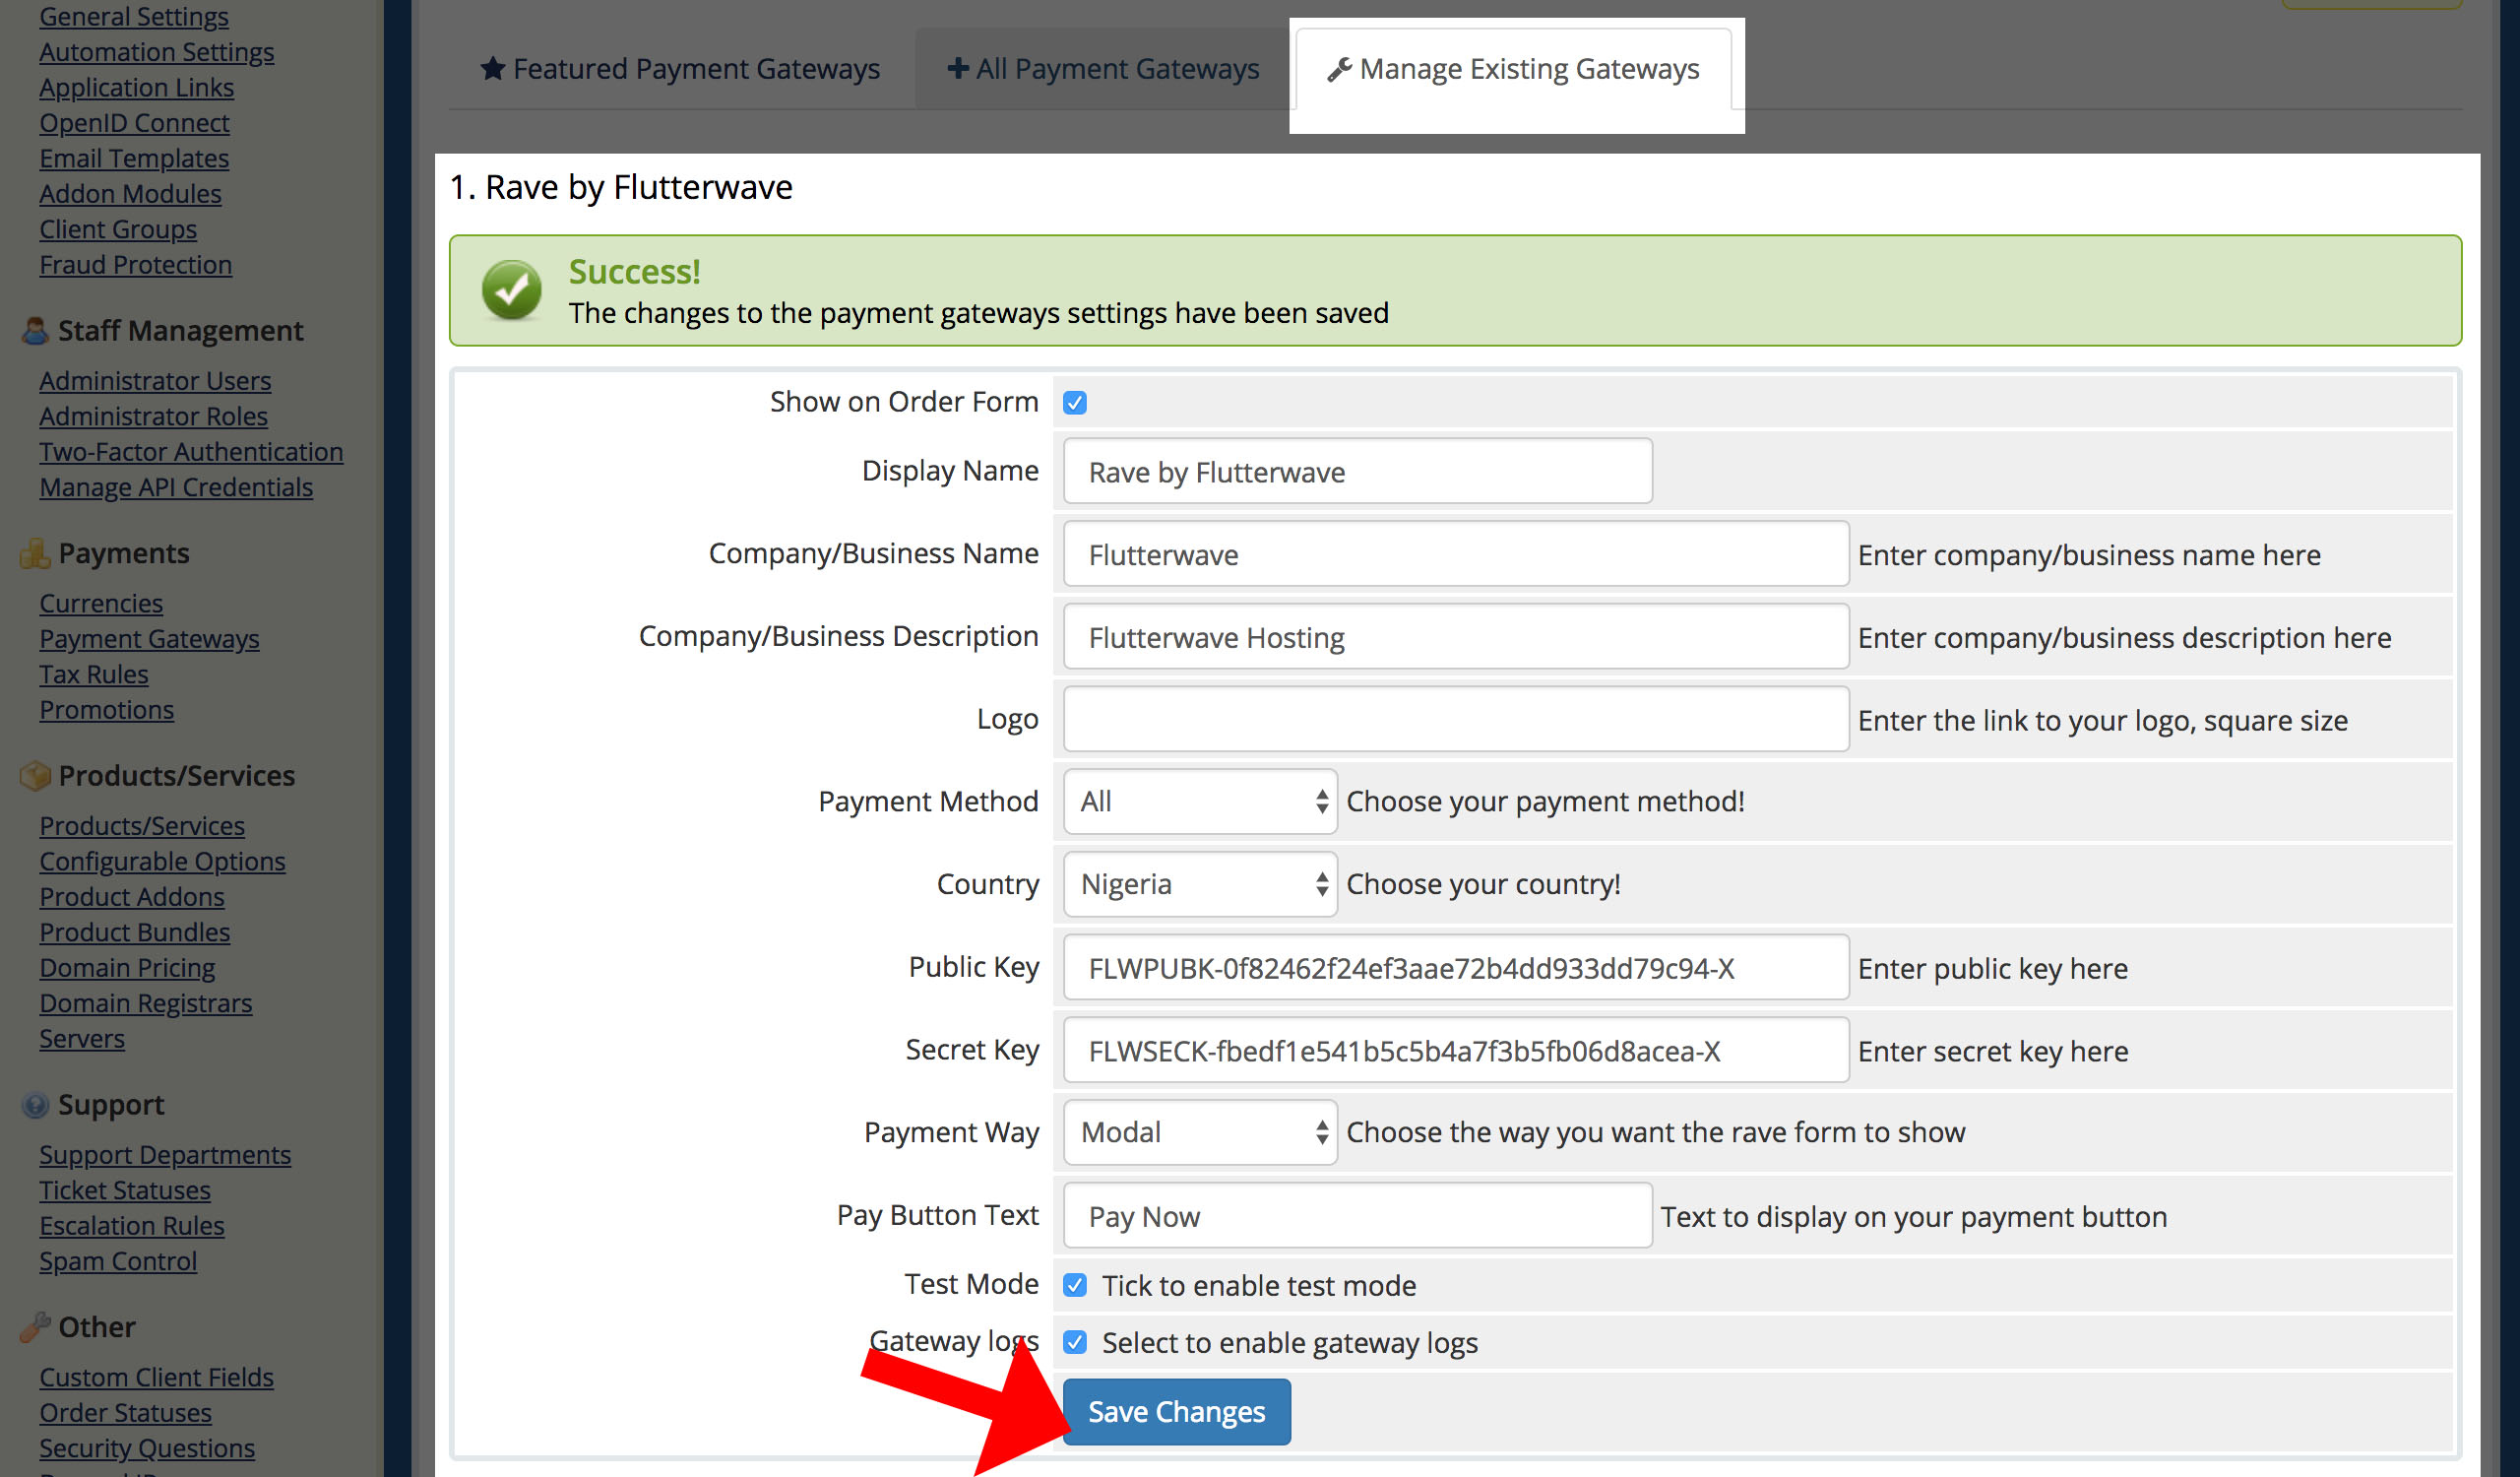 General Settings
Automation Settings
Application Links
OpenID Connect
Email Templates
Addon Modules
Client Groups
Fraud Protection
Staff Management
Administrator Users
Administrator Roles
Two-Factor Authentication
Manage API Credentials
Payments
Currencies
Payment Gateways
Tax Rules
Promotions
Products/Services
Products/Services
Configurable Options
Product Addons
Product Bundles
Domain Pricing
Domain Registrars
Servers
Support
Support Departments
Ticket Statuses
Escalation Rules
Spam Control
Other
Custom Client Fields
Order Statuses
Security Questions
Featured Payment Gateways
All Payment Gateways
Manage Existing Gateways
1. Rave by Flutterwave
Success!
The changes to the payment gateways settings have been saved
Show on Order Form
Display Name Rave by Flutterwave
Company/Business Name Flutterwave Enter company/business name here
Company/Business Description Flutterwave Hosting Enter company/business description here
Logo Enter the link to your logo, square size
Payment Method All Choose your payment method!
Country Nigeria Choose your country!
Public Key FLWPUBK-0f82462f24ef3aae72b4dd933dd79c94-X Enter public key here
Secret Key FLWSECK-fbedf1e541b5c5b4a7f3b5fb06d8acea-X Enter secret key here
Payment Way Modal Choose the way you want the rave form to show
Pay Button Text Pay Now Text to display on your payment button
Test Mode Tick to enable test mode
Gateway logs Select to enable gateway logs
Save Changes